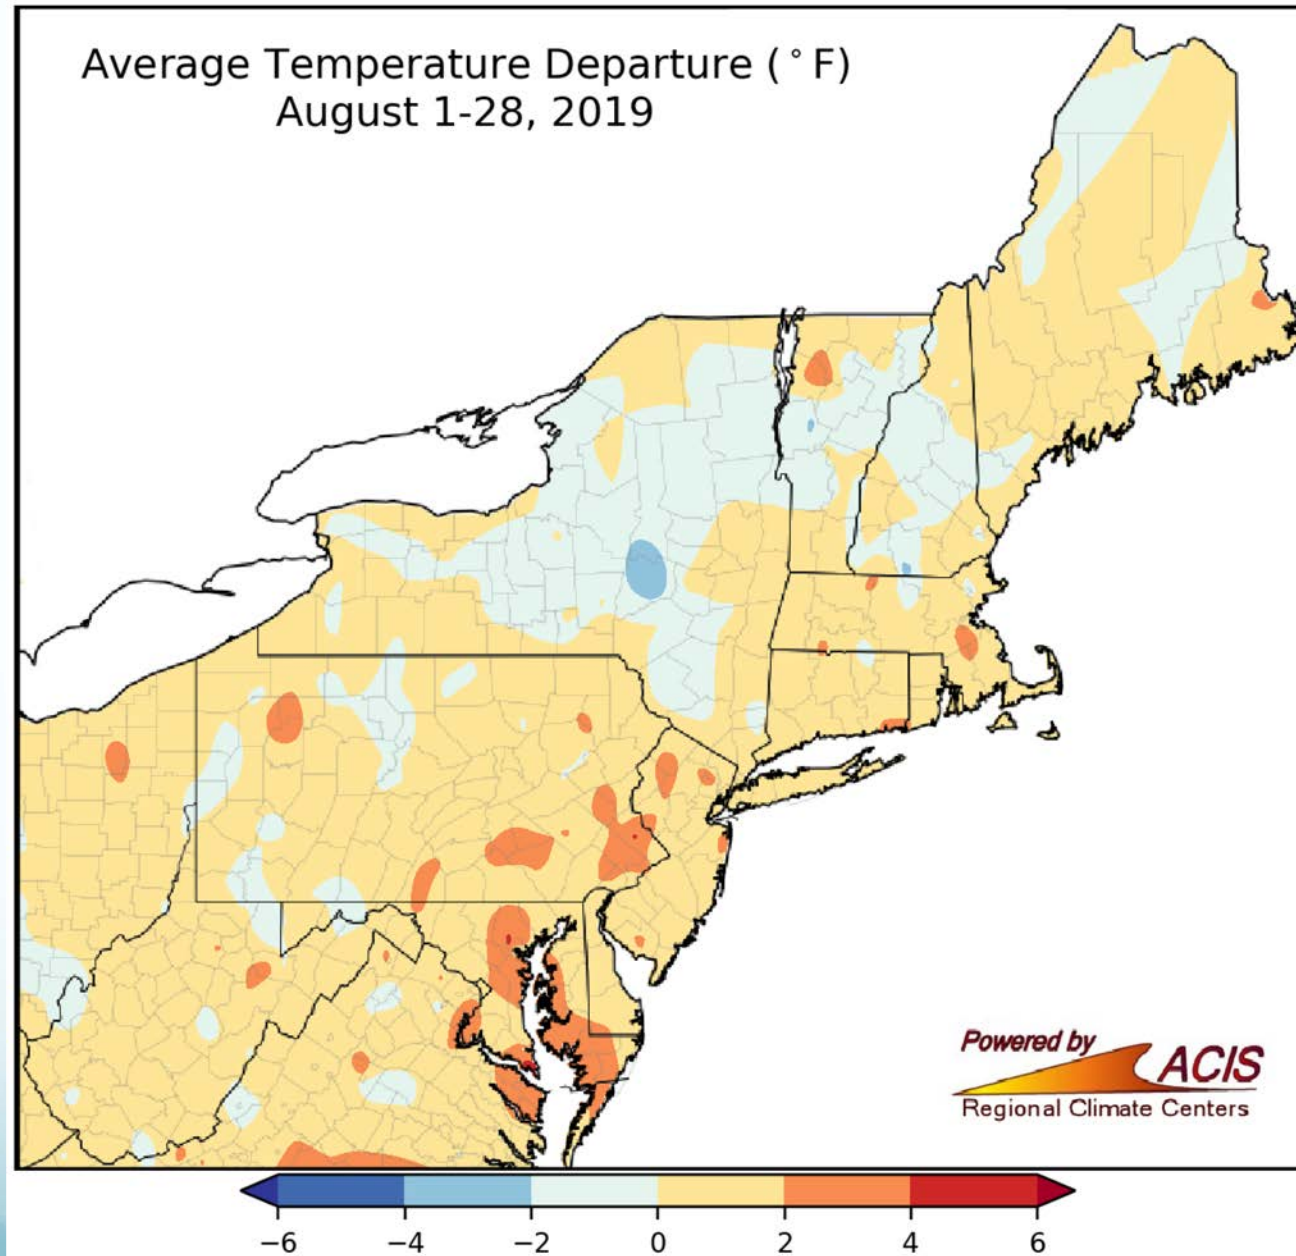 Average Temperature Departure (°F)
August 1-28, 2019
Powered by
ACIS
Regional Climate Centers
−6 −4 −2 0 2 4 6